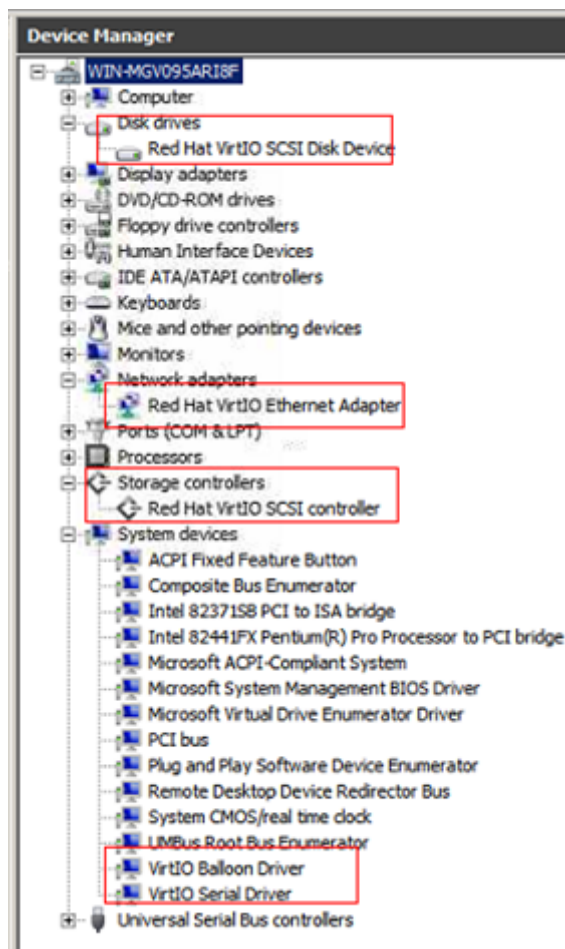 Device Manager
WIN-MGV095ARI8F
Computer
Disk drives
Red Hat VirtIO SCSI Disk Device
Display adapters
DVD/CD-ROM drives
Floppy drive controllers
Human Interface Devices
IDE ATA/ATAPI controllers
Keyboards
Mice and other pointing devices
Monitors
Network adapters
Red Hat VirtIO Ethernet Adapter
Ports (COM & LPT)
Processors
Storage controllers
Red Hat VirtIO SCSI controller
System devices
ACPI Fixed Feature Button
Composite Bus Enumerator
Intel 82371SB PCI to ISA bridge
Intel 82441FX Pentium(R) Pro Processor to PCI bridge
Microsoft ACPI-Compliant System
Microsoft System Management BIOS Driver
Microsoft Virtual Drive Enumerator Driver
PCI bus
Plug and Play Software Device Enumerator
Remote Desktop Device Redirector Bus
System CMOS/real time clock
UMBus Root Bus Enumerator
VirtIO Balloon Driver
VirtIO Serial Driver
Universal Serial Bus controllers